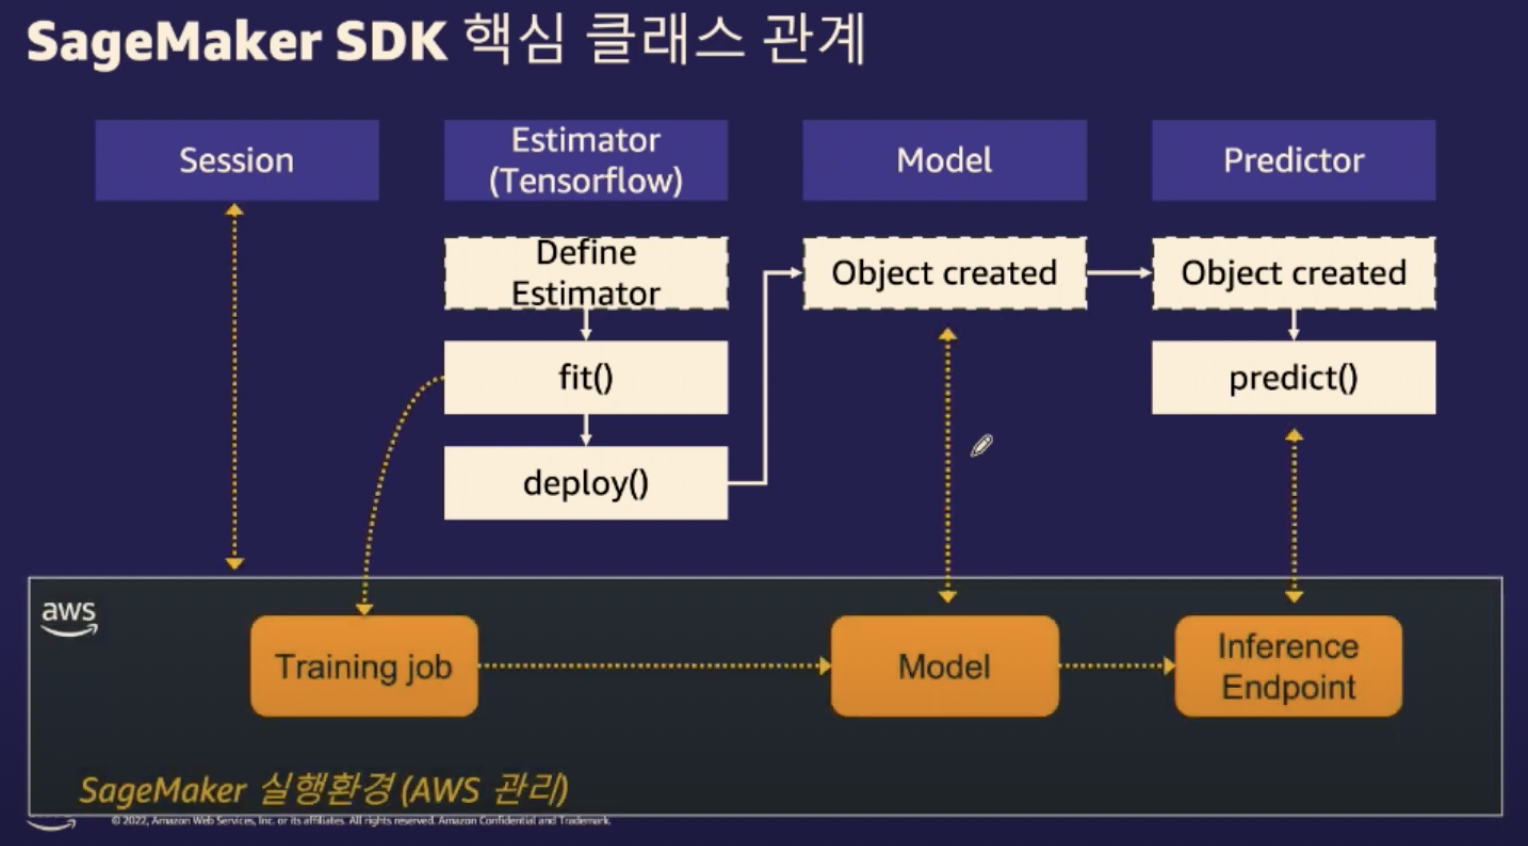 SageMaker SDK 핵심 클래스 관계
Session
Estimator
(Tensorflow)
Model
Predictor
Define
Estimator
Object created
Object created
fit()
predict()
deploy()
aws
Training job
Model
Inference
Endpoint
SageMaker 실행환경 (AWS 관리)
© 2022, Amazon Web Services, Inc. or its affiliates. All rights reserved. Amazon Confidential and Trademark.